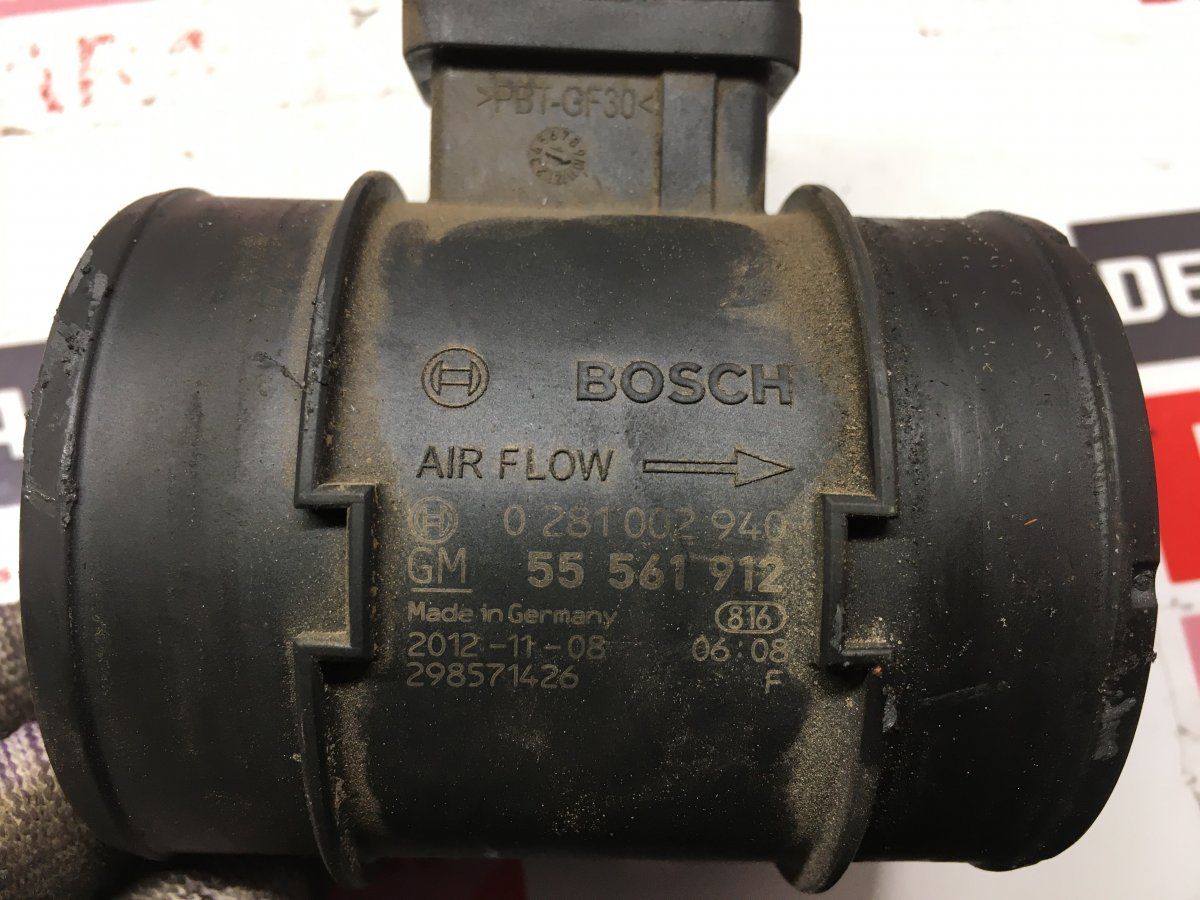 >PBT-GF30<
BOSCH
AIR FLOW
0 281 002 940
GM 55 561 912
Made in Germany 816
2012-11-08 06:08
298571426 F
DE